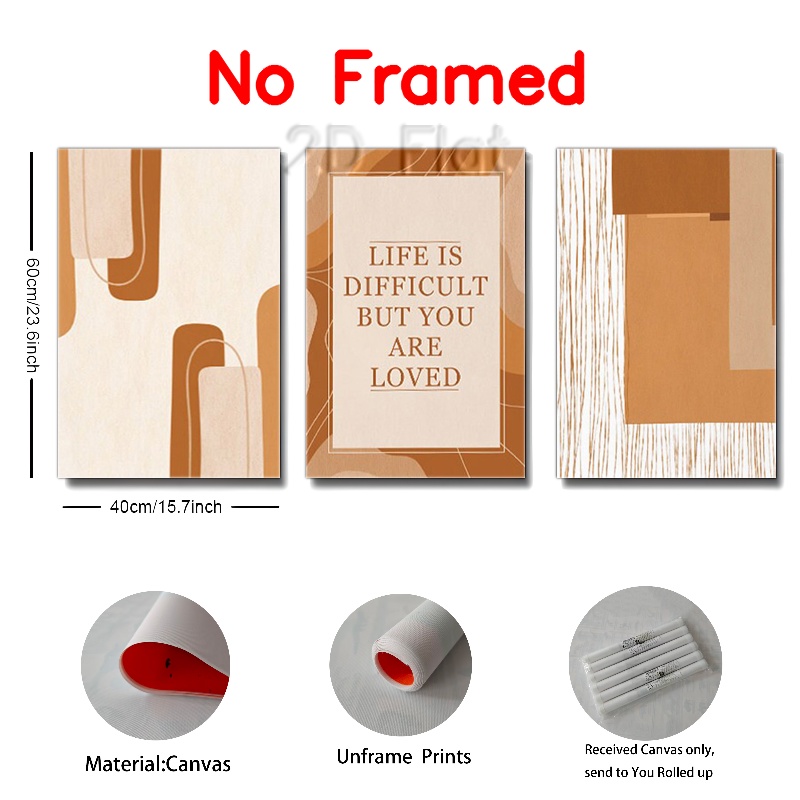 No Framed
2D Flat
LIFE IS
DIFFICULT
BUT YOU
ARE
LOVED
60cm/23.6inch
40cm/15.7inch
Material:Canvas
Unframe Prints
Received Canvas only,
send to You Rolled up